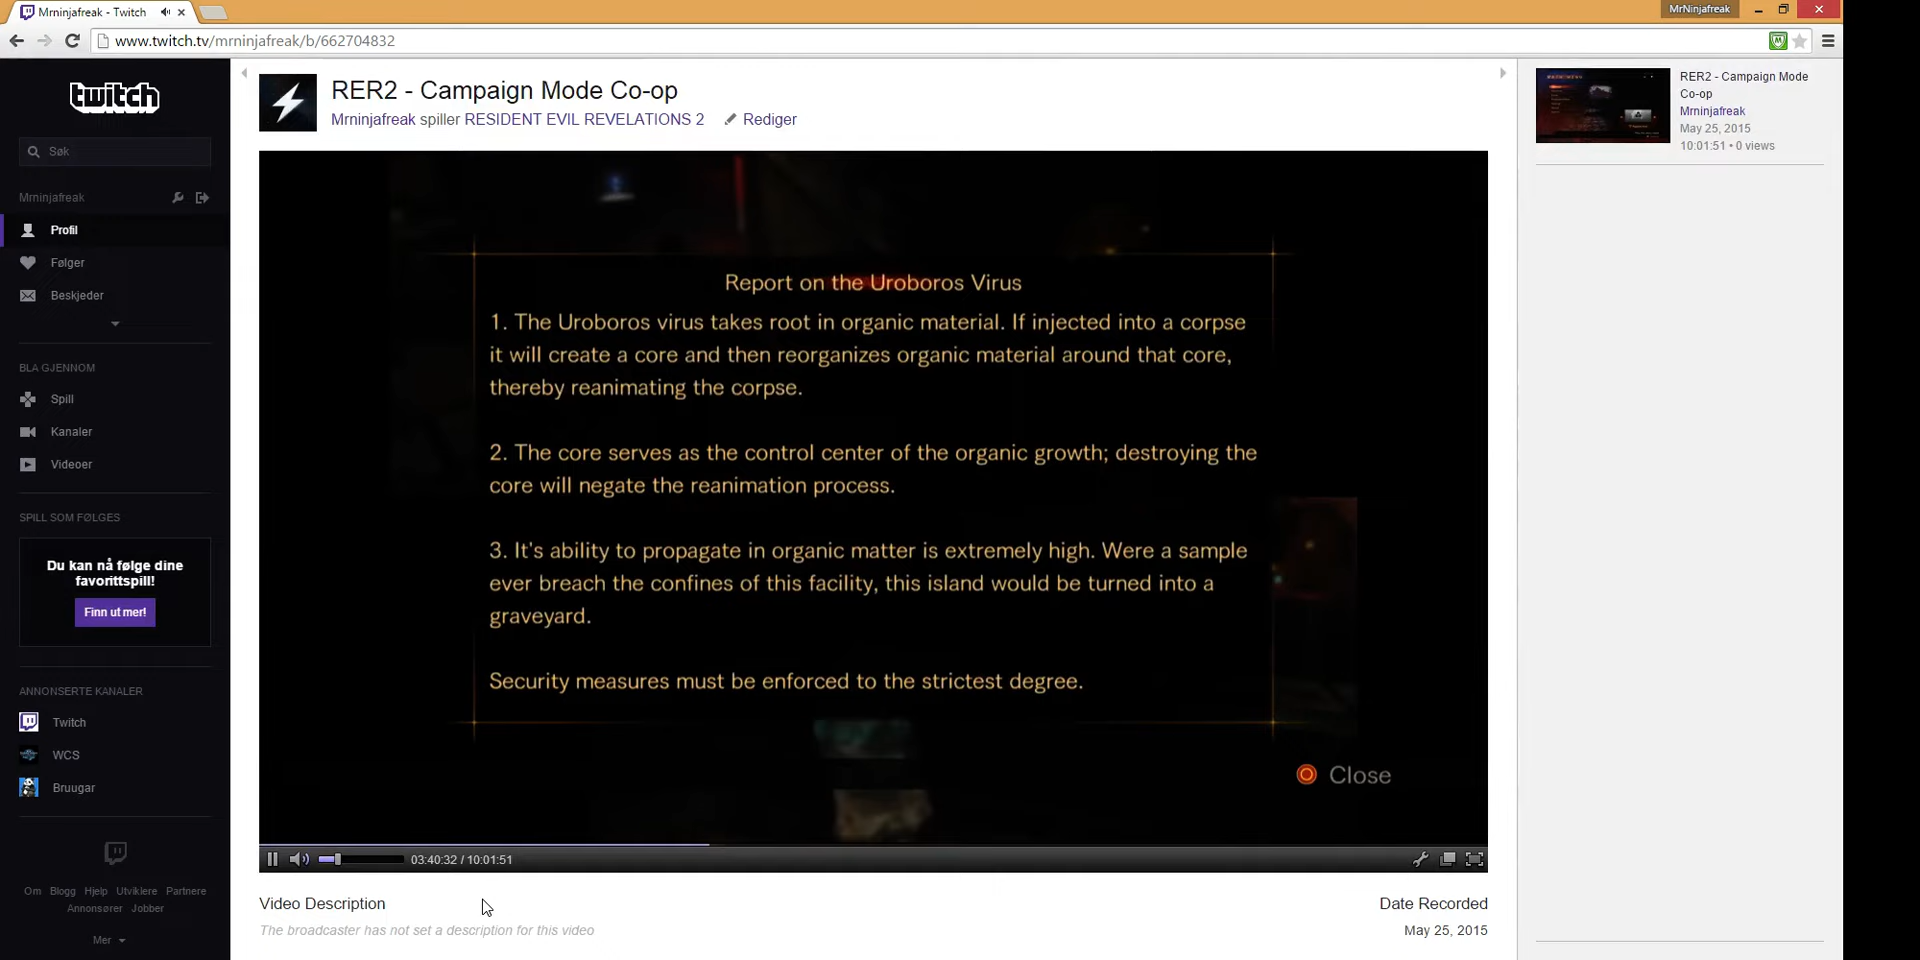 Mrninjafreak - Twitch
MrNinjafreak
www.twitch.tv/mrninjafreak/b/662704832
twitch
Søk
Mrninjafreak
Profil
Følger
Beskjeder
BLA GJENNOM
Spill
Kanaler
Videoer
SPILL SOM FØLGES
Du kan nå følge dine
favorittspill!
Finn ut mer!
ANNONSERTE KANALER
Twitch
WCS
Bruugar
Om Blogg Hjelp Utviklere Partnere
Annonsører Jobber
Mer
RER2 - Campaign Mode Co-op
Mrninjafreak spiller RESIDENT EVIL REVELATIONS 2 Rediger
Report on the Uroboros Virus
1. The Uroboros virus takes root in organic material. If injected into a corpse
it will create a core and then reorganizes organic material around that core,
thereby reanimating the corpse.
2. The core serves as the control center of the organic growth; destroying the
core will negate the reanimation process.
3. It's ability to propagate in organic matter is extremely high. Were a sample
ever breach the confines of this facility, this island would be turned into a
graveyard.
Security measures must be enforced to the strictest degree.
Close
03:40:32 / 10:01:51
Video Description
The broadcaster has not set a description for this video
Date Recorded
May 25, 2015
RER2 - Campaign Mode
Co-op
Mrninjafreak
May 25, 2015
10:01:51 • 0 views